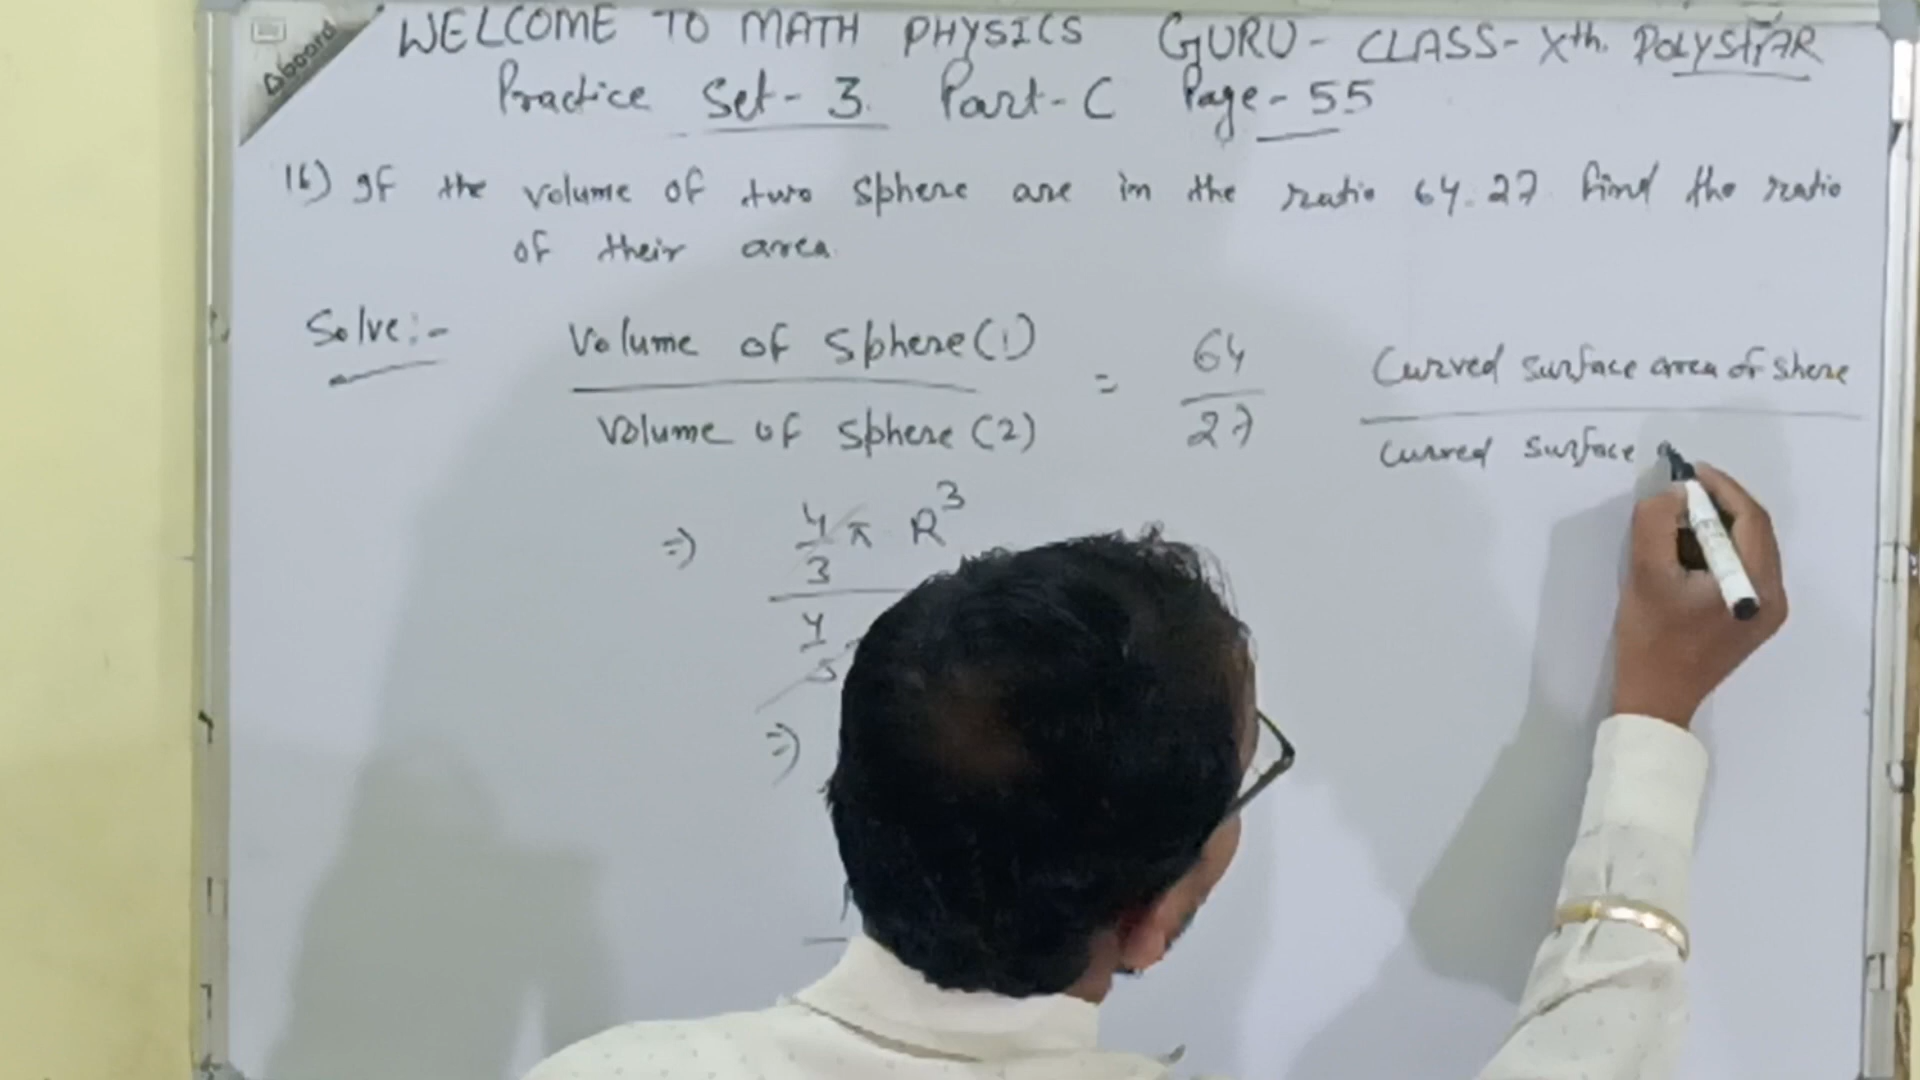 Aboard
WELCOME TO MATH PHYSICS GURU - CLASS - Xth. POLYSTAR
Practice Set - 3. Part - C Page - 55
16) If the volume of two sphere are in the ratio 64:27 find the ratio
of their area.
Solve:-
Volume of sphere (1)
Volume of sphere (2)
= 64
27
Curved surface area of shere
Curved surface
=) 4 π R³
3
4
3
=)